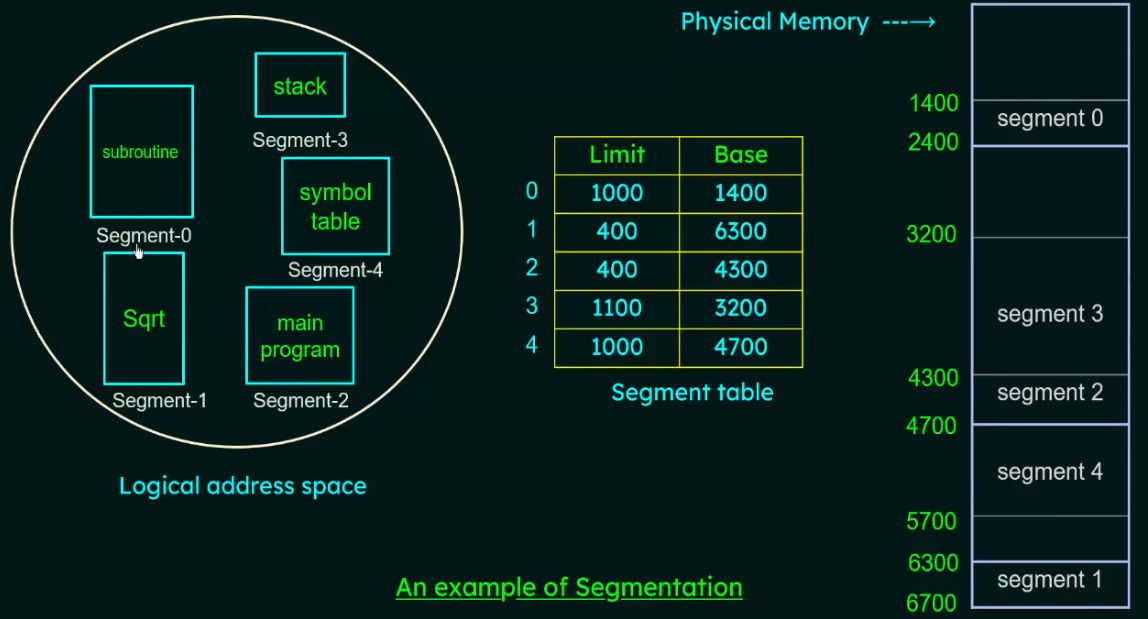 Physical Memory ---→
stack
subroutine
Segment-3
symbol
table
Segment-0
Segment-4
Sqrt
main
program
Segment-1
Segment-2
Logical address space
Limit Base
0 1000 1400
1 400 6300
2 400 4300
3 1100 3200
4 1000 4700
Segment table
1400
segment 0
2400
3200
segment 3
4300
segment 2
4700
segment 4
5700
6300
segment 1
6700
An example of Segmentation